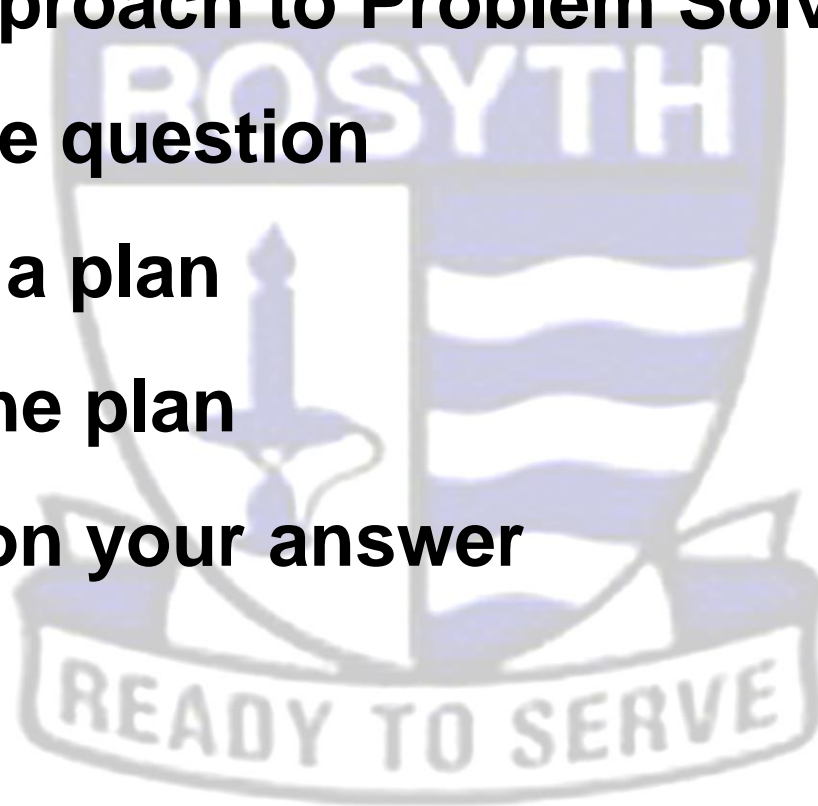 proach to Problem Solv
ROSYTH
e question
a plan
he plan
on your answer
READY TO SERVE